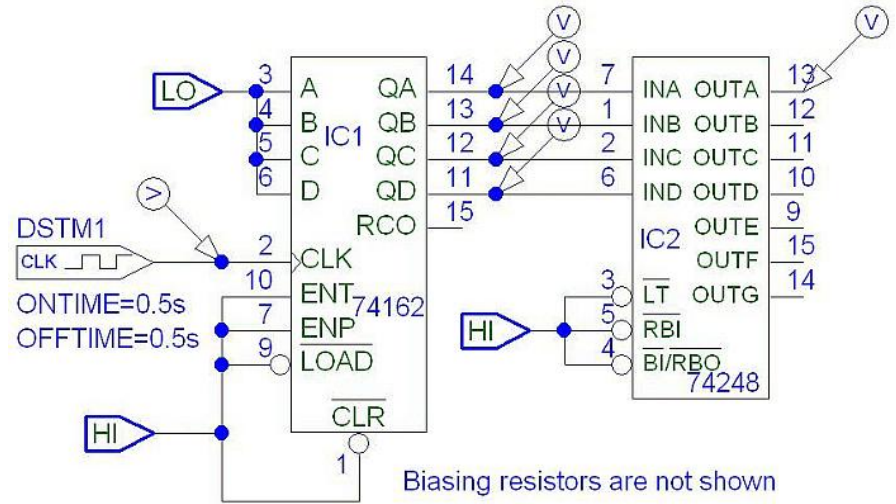 V
V
V
V
V
LO
3 A QA 14
7 INA OUTA 13
4 B QB 13
1 INB OUTB 12
5 C IC1 QC 12
2 INC OUTC 11
6 D QD 11
6 IND OUTD 10
RCO 15
OUTE 9
IC2
>
DSTM1
CLK
2 CLK
OUTF 15
ONTIME=0.5s
10 ENT 74162
3 LT OUTG 14
OFFTIME=0.5s
7 ENP
HI
5 RBI
9 LOAD
4 BI/RBO
74248
CLR
HI
1
Biasing resistors are not shown